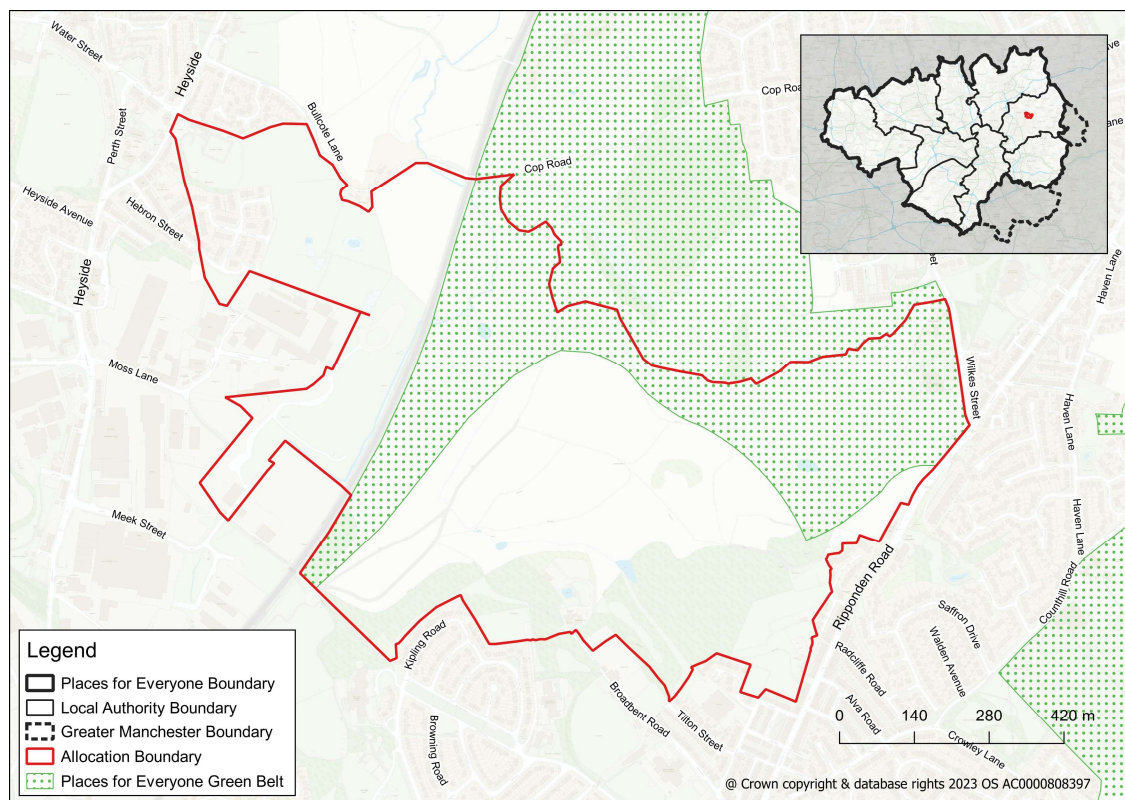 Water Street
Heyside
Perth Street
Bullcote Lane
Cop Roa
ve
ane
Cop Road
Heyside Avenue
Hebron Street
Heyside
eet
Haven Lane
Moss Lane
Wilkes Street
Haven Lane
Meek Street
Haven Lane
Ripponden Road
Counthill Road
Saffron Drive
Walden Avenue
Kipling Road
Radcliffe Road
Alva Road
Broadbent Road
Tilton Street
Browning Road
Crowley Lane
0 140 280 420 m
Legend
Places for Everyone Boundary
Local Authority Boundary
Greater Manchester Boundary
Allocation Boundary
Places for Everyone Green Belt
@ Crown copyright & database rights 2023 OS AC0000808397